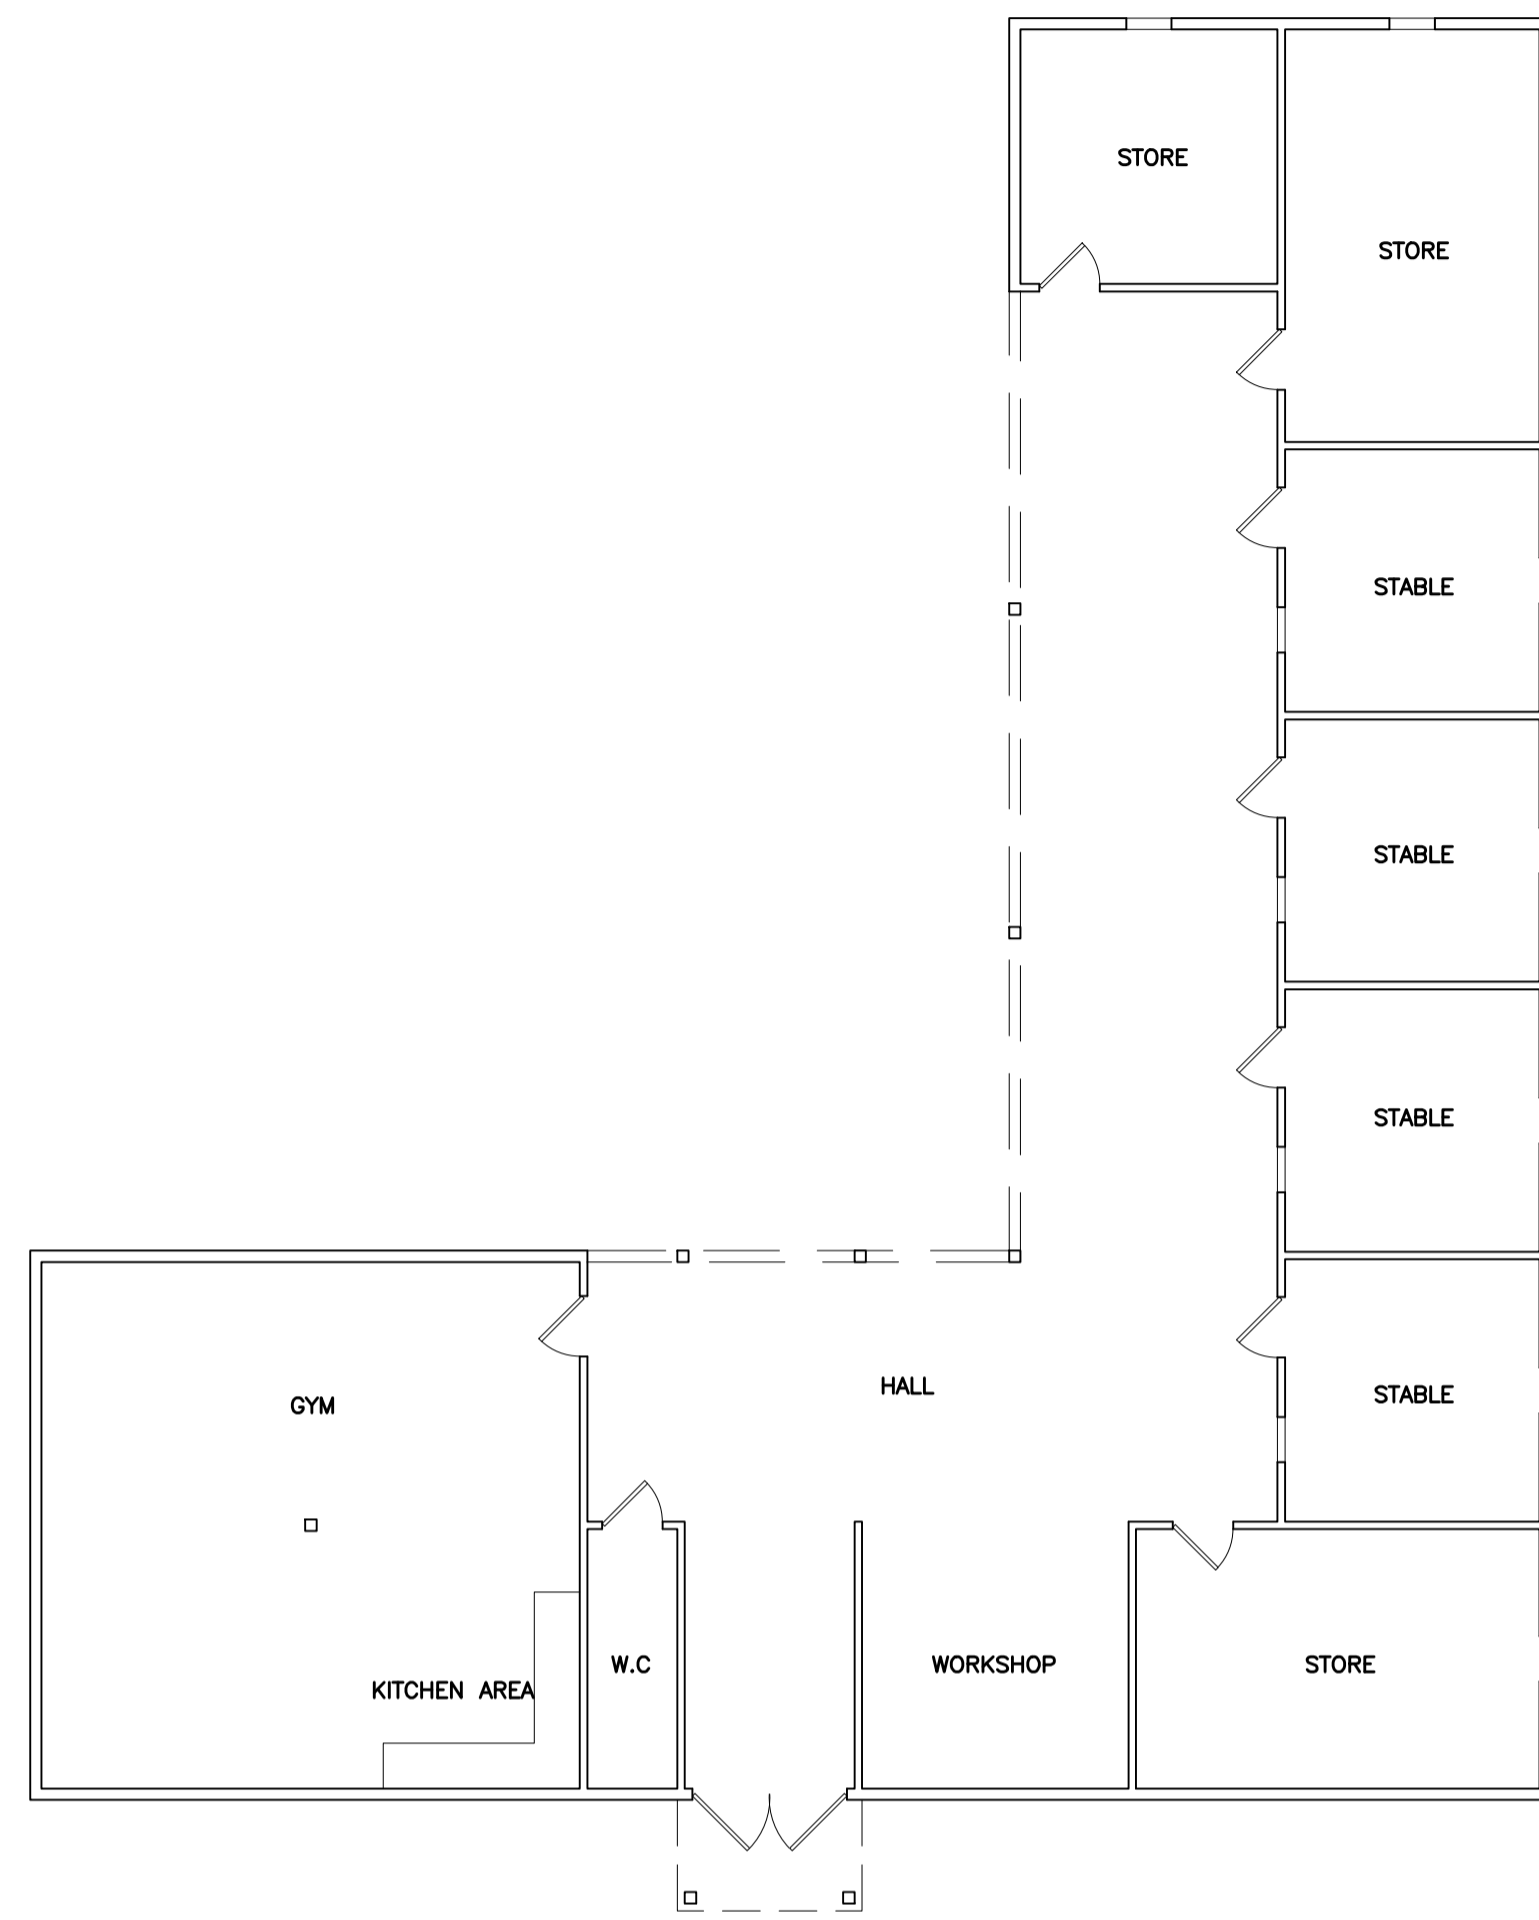 STORE
STORE
STABLE
STABLE
STABLE
HALL
STABLE
GYM
W.C
WORKSHOP
STORE
KITCHEN AREA